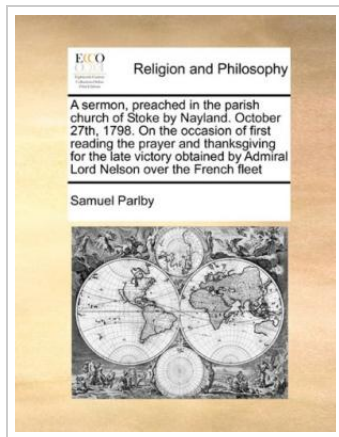 ECCO
Religion and Philosophy
A sermon, preached in the parish
church of Stoke by Nayland. October
27th, 1798. On the occasion of first
reading the prayer and thanksgiving
for the late victory obtained by Admiral
Lord Nelson over the French fleet
Samuel Parlby